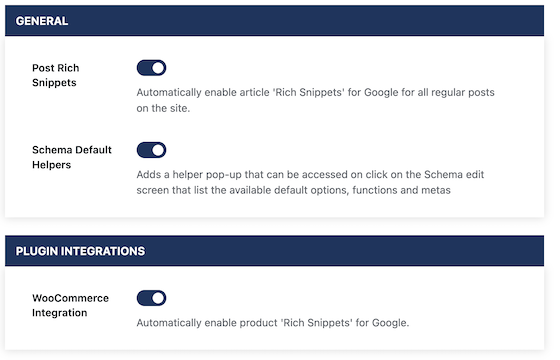 GENERAL
Post Rich
Snippets
Automatically enable article 'Rich Snippets' for Google for all regular posts
on the site.
Schema Default
Helpers
Adds a helper pop-up that can be accessed on click on the Schema edit
screen that list the available default options, functions and metas
PLUGIN INTEGRATIONS
WooCommerce
Integration
Automatically enable product 'Rich Snippets' for Google.